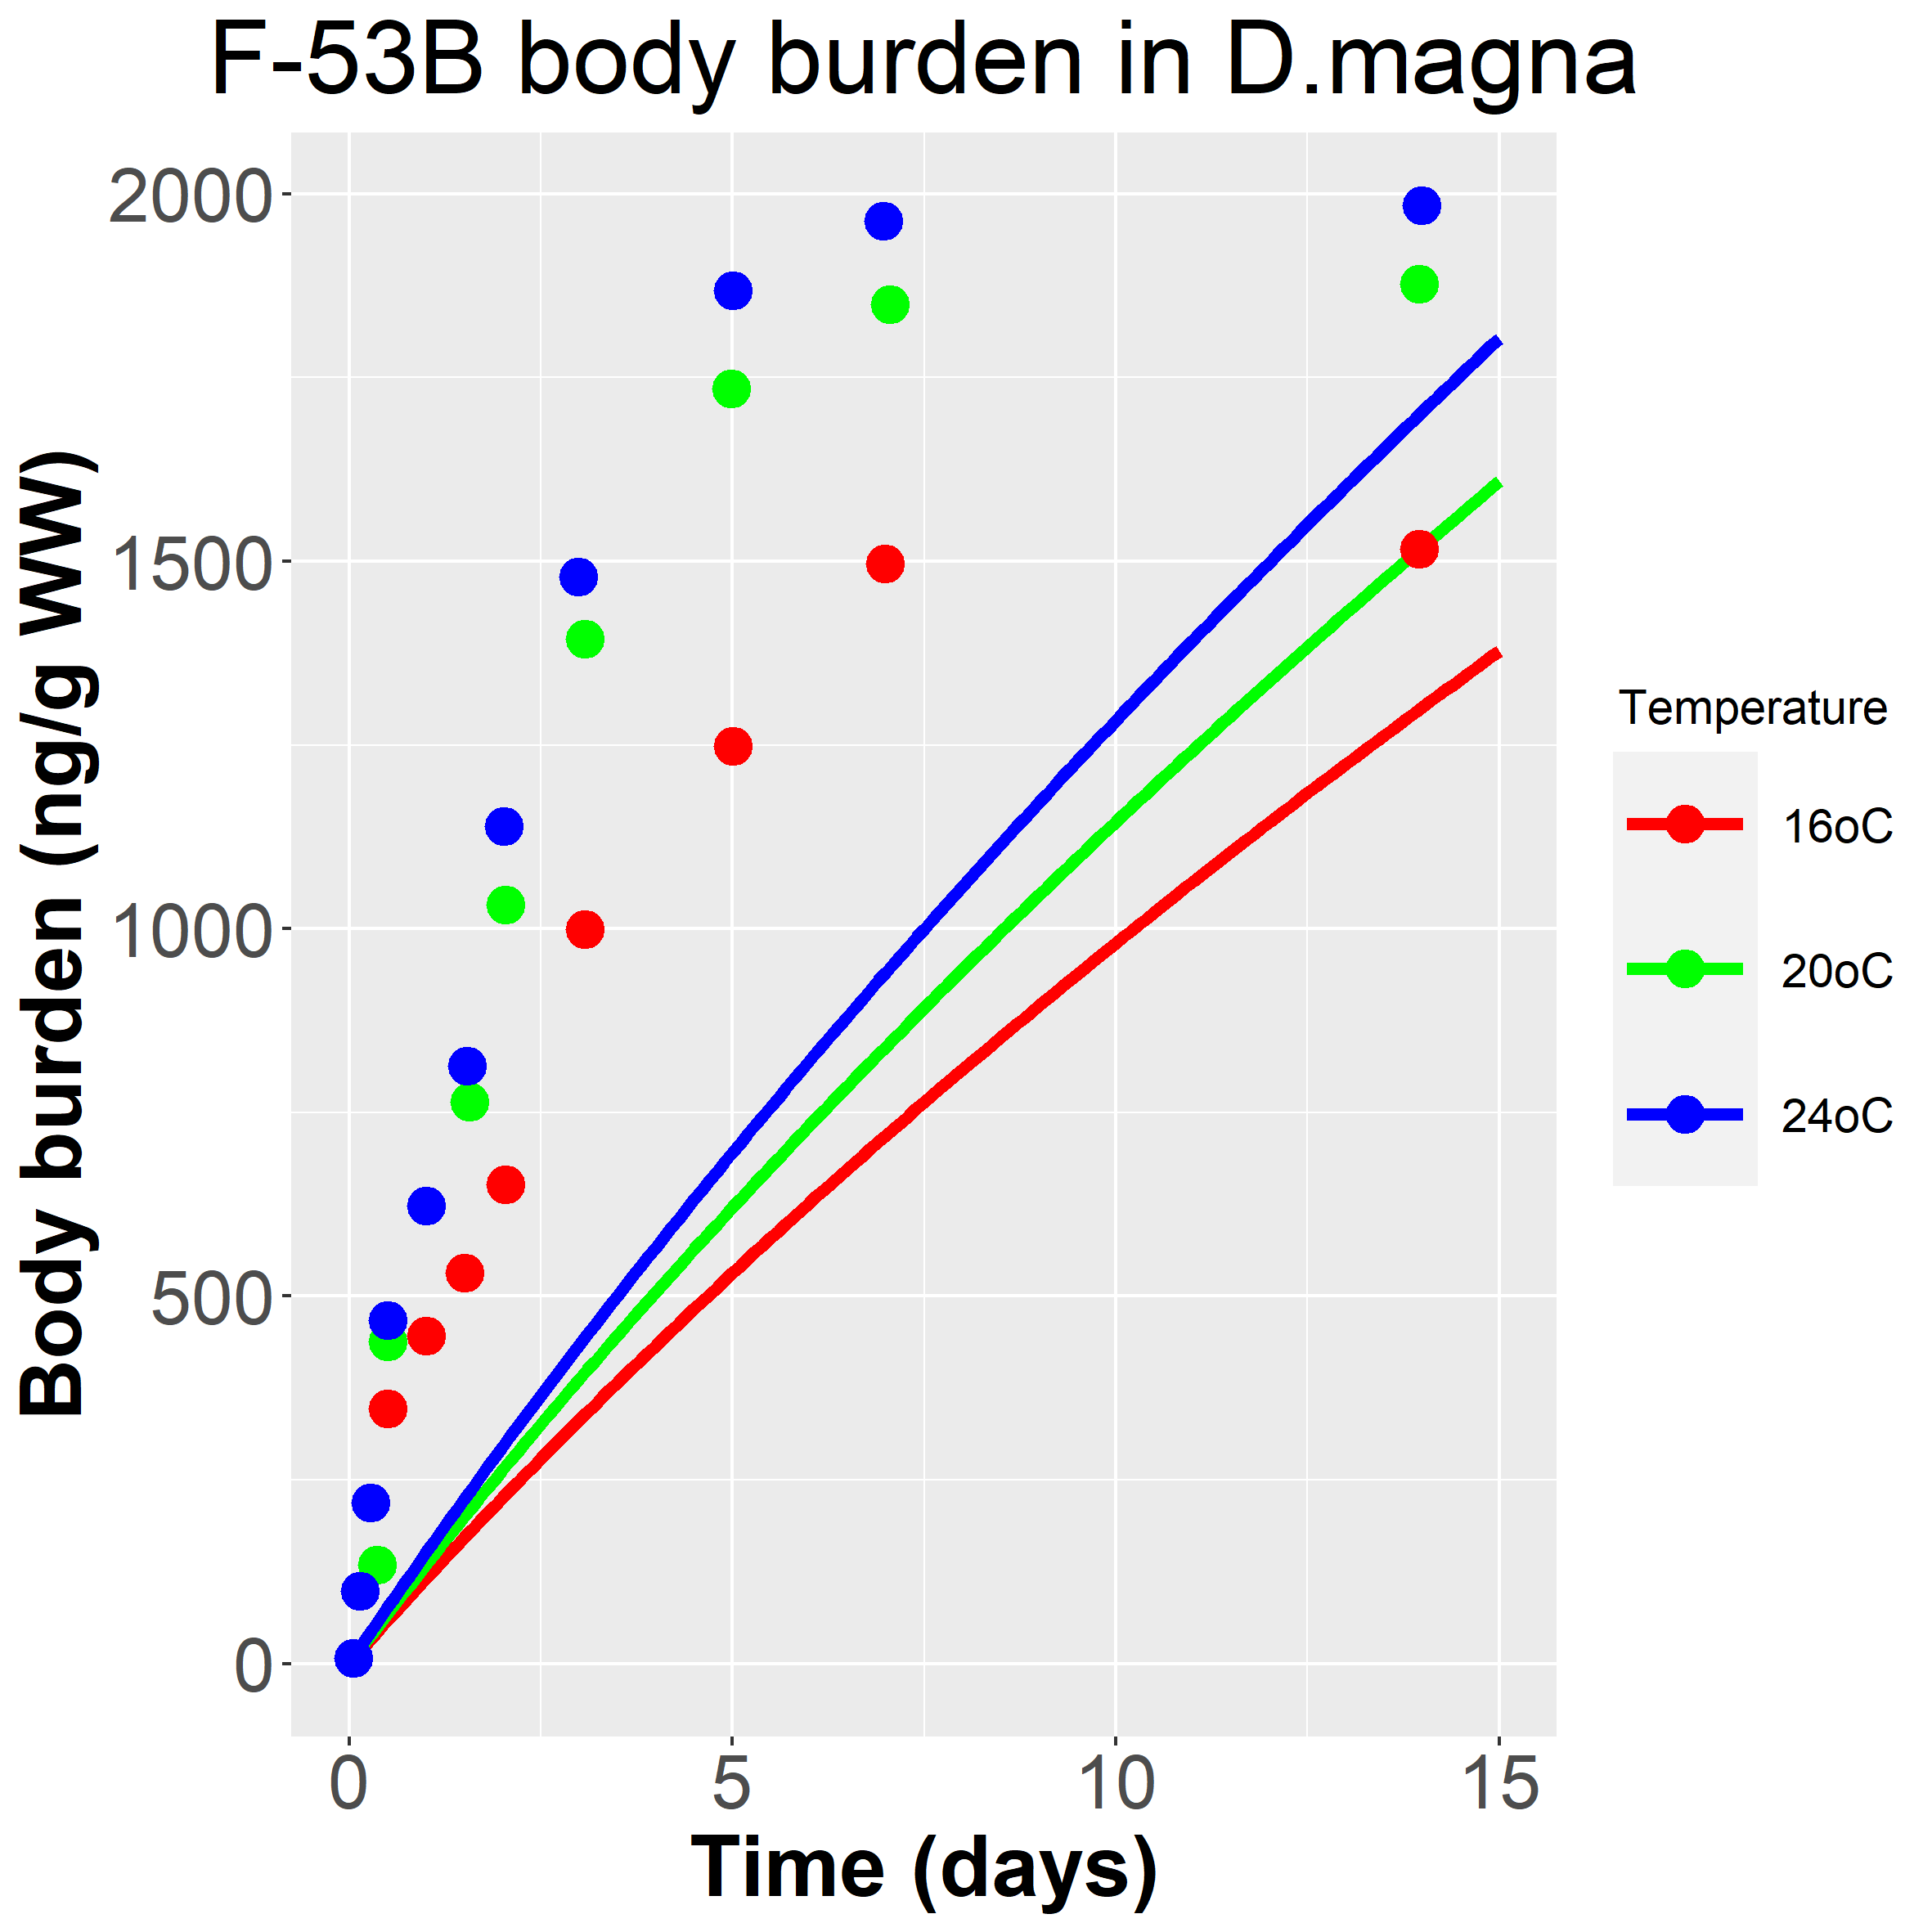 F-53B body burden in D.magna
Body burden (ng/g WW)
2000
1500
1000
500
0
0 5 10 15
Time (days)
Temperature
16oC
20oC
24oC